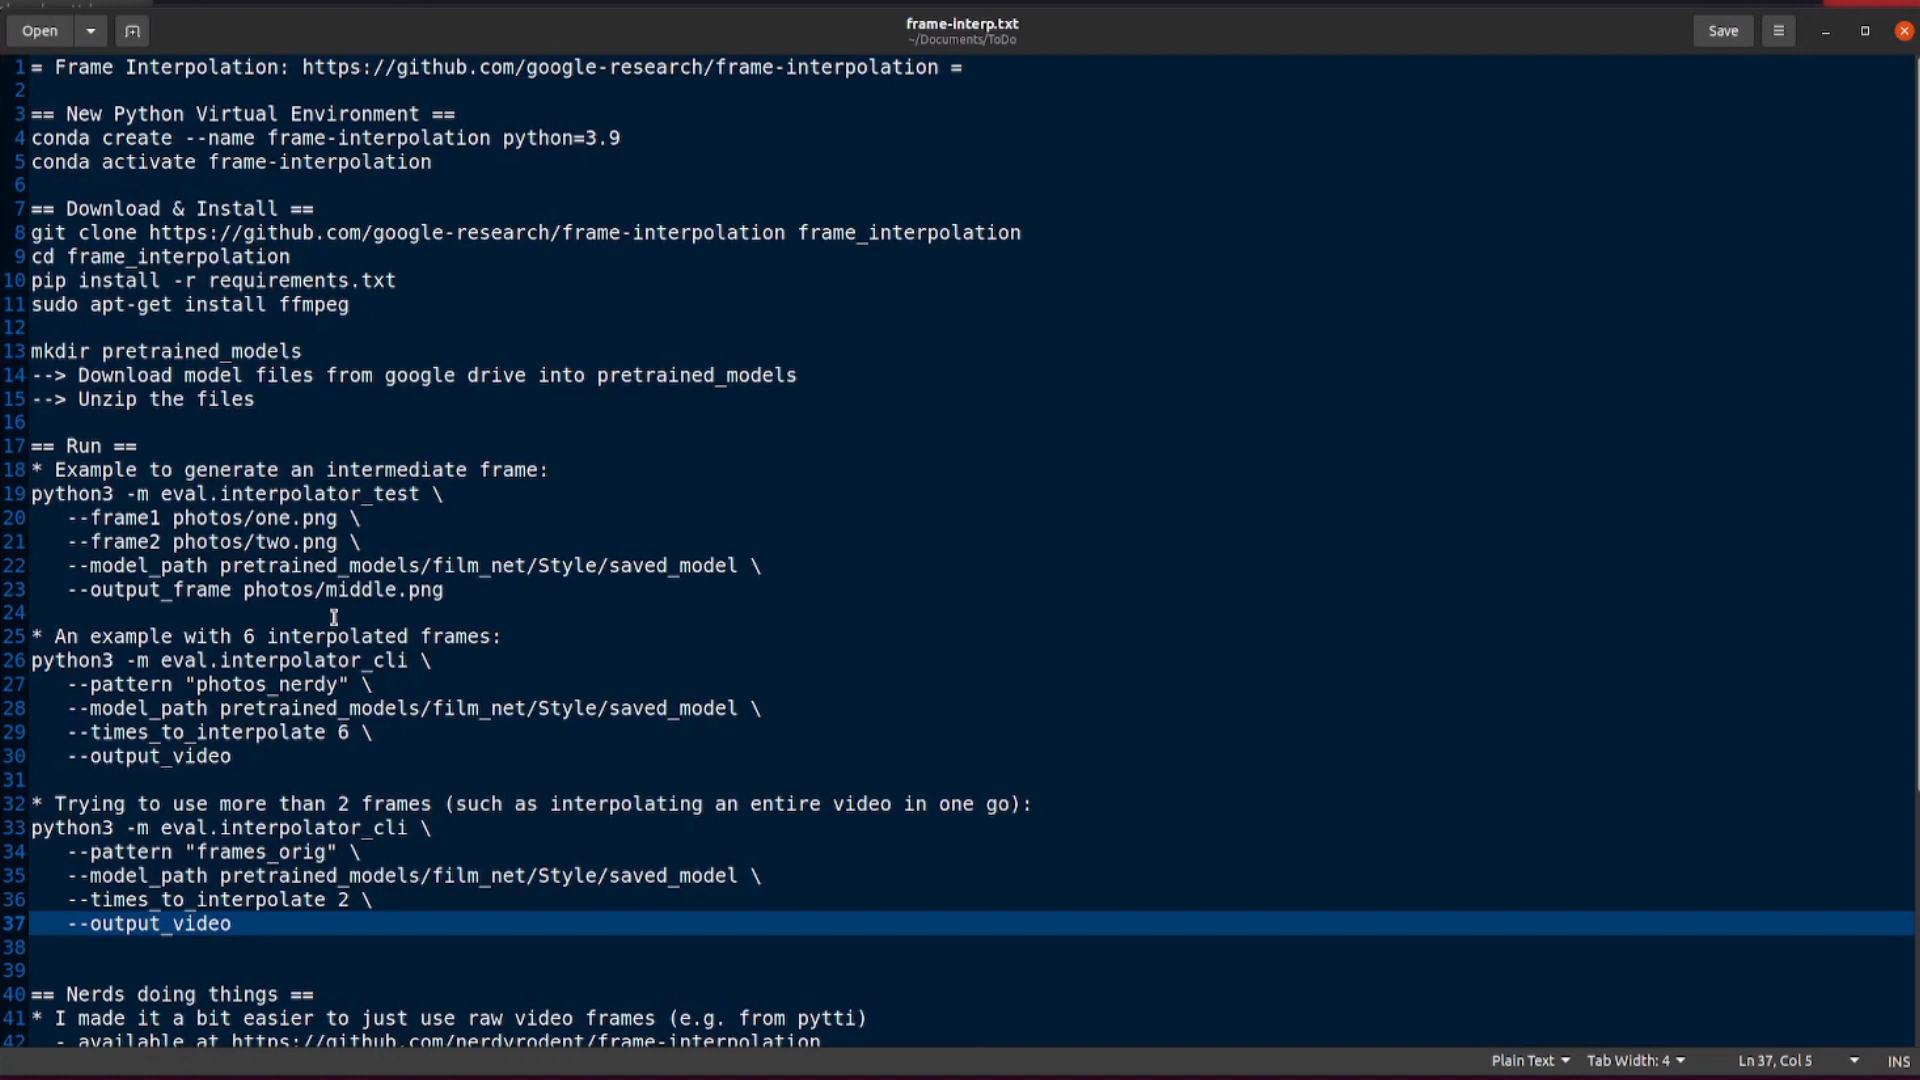 Open
frame-interp.txt
~/Documents/ToDo
Save
1 = Frame Interpolation: https://github.com/google-research/frame-interpolation =
2
3 == New Python Virtual Environment ==
4 conda create --name frame-interpolation python=3.9
5 conda activate frame-interpolation
6
7 == Download & Install ==
8 git clone https://github.com/google-research/frame-interpolation frame_interpolation
9 cd frame_interpolation
10 pip install -r requirements.txt
11 sudo apt-get install ffmpeg
12
13 mkdir pretrained_models
14 --> Download model files from google drive into pretrained_models
15 --> Unzip the files
16
17 == Run ==
18 * Example to generate an intermediate frame:
19 python3 -m eval.interpolator_test \
20    --frame1 photos/one.png \
21    --frame2 photos/two.png \
22    --model_path pretrained_models/film_net/Style/saved_model \
23    --output_frame photos/middle.png
24
25 * An example with 6 interpolated frames:
26 python3 -m eval.interpolator_cli \
27    --pattern "photos_nerdy" \
28    --model_path pretrained_models/film_net/Style/saved_model \
29    --times_to_interpolate 6 \
30    --output_video
31
32 * Trying to use more than 2 frames (such as interpolating an entire video in one go):
33 python3 -m eval.interpolator_cli \
34    --pattern "frames_orig" \
35    --model_path pretrained_models/film_net/Style/saved_model \
36    --times_to_interpolate 2 \
37    --output_video
38
39
40 == Nerds doing things ==
41 * I made it a bit easier to just use raw video frames (e.g. from pytti)
42   - available at https://github.com/nerdyrodent/frame-interpolation
Plain Text Tab Width: 4 Ln 37, Col 5 INS